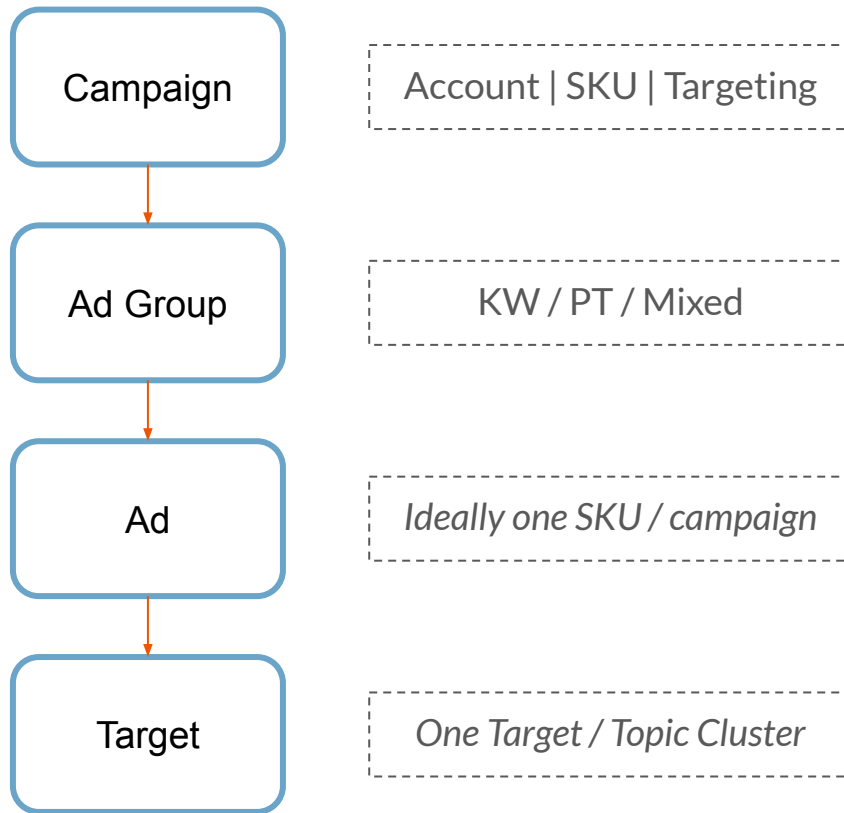 Campaign
Account | SKU | Targeting
Ad Group
KW / PT / Mixed
Ad
Ideally one SKU / campaign
Target
One Target / Topic Cluster